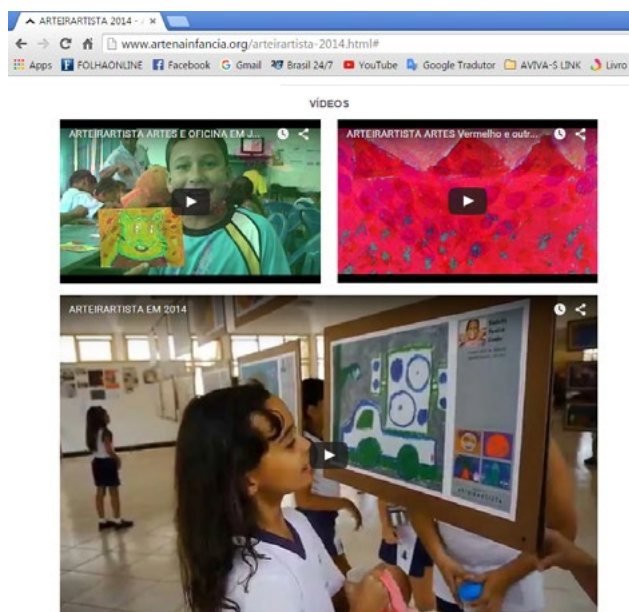 ARTEIRARTISTA 2014 - A
www.artenainfancia.org/arteirartista-2014.html#
Apps FOLHAONLINE Facebook Gmail Brasil 24/7 YouTube Google Tradutor AVIVA-S LINK Livro
VÍDEOS
ARTEIRARTISTA ARTES E OFICINA EM J...
ARTEIRARTISTA ARTES Vermelho e outr...
ARTEIRARTISTA EM 2014
ARTEIRARTISTA